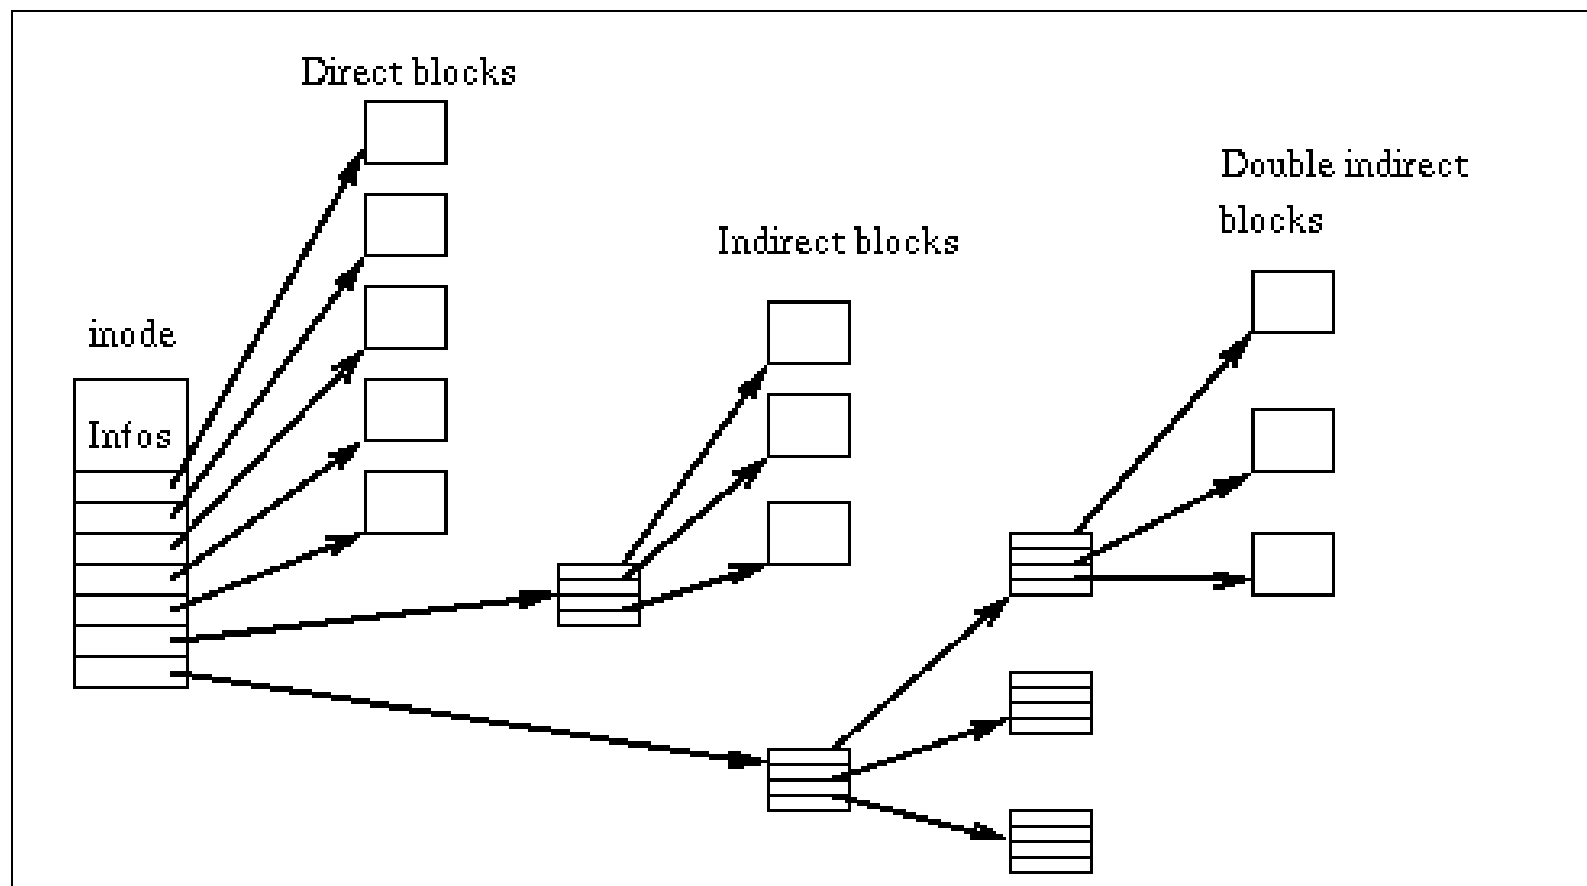 Direct blocks
Double indirect
blocks
Indirect blocks
inode
Infos